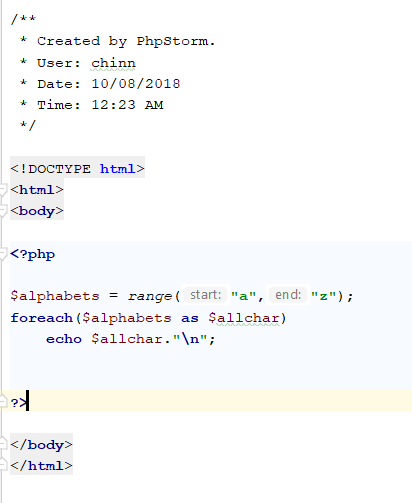 /**
 * Created by PhpStorm.
 * User: chinn
 * Date: 10/08/2018
 * Time: 12:23 AM
 */
<!DOCTYPE html>
<html>
<body>
<?php
$alphabets = range( start: "a", end: "z");
foreach($alphabets as $allchar)
    echo $allchar."\n";
?>
</body>
</html>